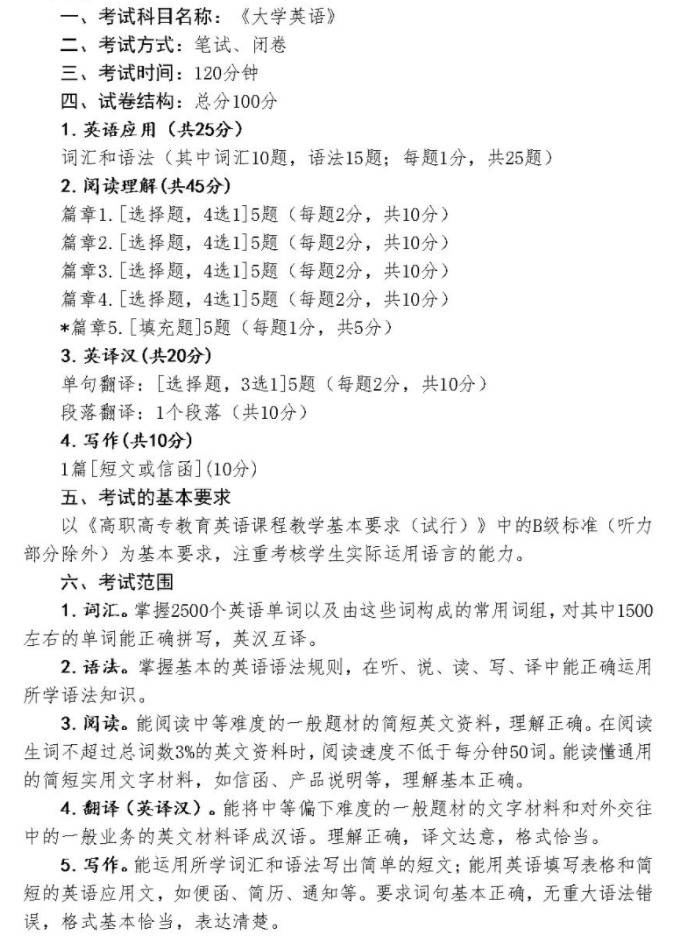 一、考试科目名称：《大学英语》
二、考试方式：笔试、闭卷
三、考试时间：120分钟
四、试卷结构：总分100分
1. 英语应用（共25分）
词汇和语法（其中词汇10题，语法15题；每题1分，共25题）
2. 阅读理解(共45分)
篇章1.[选择题，4选1]5题（每题2分，共10分）
篇章2.[选择题，4选1]5题（每题2分，共10分）
篇章3.[选择题，4选1]5题（每题2分，共10分）
篇章4.[选择题，4选1]5题（每题2分，共10分）
*篇章5.[填充题]5题（每题1分，共5分）
3. 英译汉(共20分)
单句翻译：[选择题，3选1]5题（每题2分，共10分）
段落翻译：1个段落（共10分）
4. 写作(共10分)
1篇[短文或信函](10分)
五、考试的基本要求
以《高职高专教育英语课程教学基本要求（试行）》中的B级标准（听力
部分除外）为基本要求，注重考核学生实际运用语言的能力。
六、考试范围
1. 词汇。掌握2500个英语单词以及由这些词构成的常用词组，对其中1500
左右的单词能正确拼写，英汉互译。
2. 语法。掌握基本的英语语法规则，在听、说、读、写、译中能正确运用
所学语法知识。
3. 阅读。能阅读中等难度的一般题材的简短英文资料，理解正确。在阅读
生词不超过总词数3%的英文资料时，阅读速度不低于每分钟50词。能读懂通用
的简短实用文字材料，如信函、产品说明等，理解基本正确。
4. 翻译（英译汉）。能将中等偏下难度的一般题材的文字材料和对外交往
中的一般业务的英文材料译成汉语。理解正确，译文达意，格式恰当。
5. 写作。能运用所学词汇和语法写出简单的短文；能用英语填写表格和简
短的英语应用文，如便函、简历、通知等。要求词句基本正确，无重大语法错
误，格式基本恰当，表达清楚。